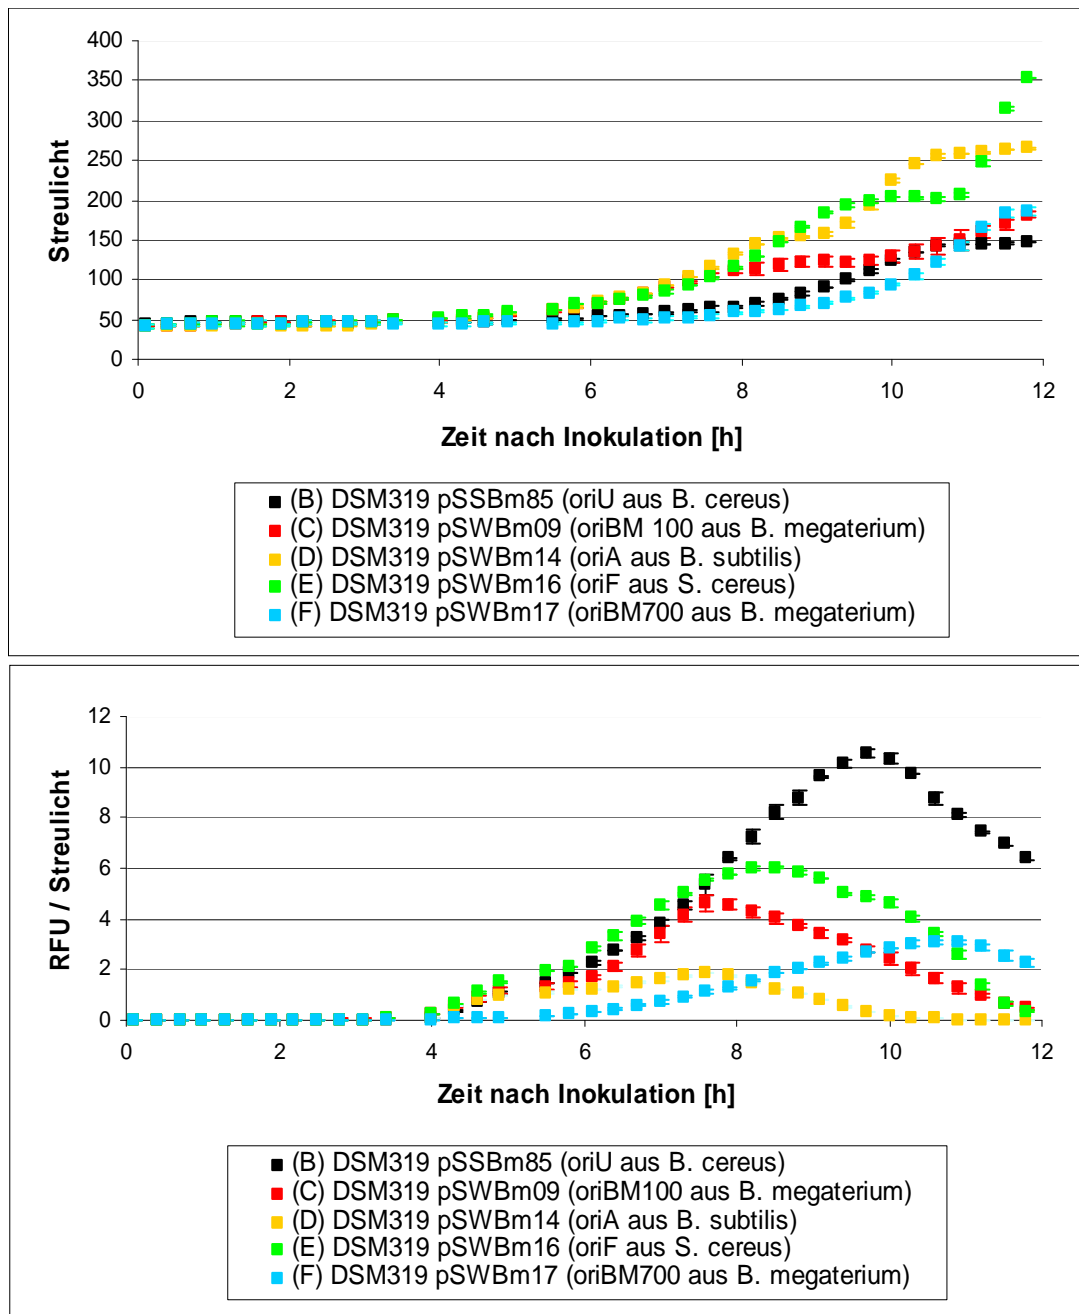 400
350
300
250
200
150
100
50
0
Streulicht
0 2 4 6 8 10 12
Zeit nach Inokulation [h]
(B) DSM319 pSSBm85 (oriU aus B. cereus)
(C) DSM319 pSWBm09 (oriBM 100 aus B. megaterium)
(D) DSM319 pSWBm14 (oriA aus B. subtilis)
(E) DSM319 pSWBm16 (oriF aus S. cereus)
(F) DSM319 pSWBm17 (oriBM700 aus B. megaterium)
12
10
8
6
4
2
0
RFU / Streulicht
0 2 4 6 8 10 12
Zeit nach Inokulation [h]
(B) DSM319 pSSBm85 (oriU aus B. cereus)
(C) DSM319 pSWBm09 (oriBM100 aus B. megaterium)
(D) DSM319 pSWBm14 (oriA aus B. subtilis)
(E) DSM319 pSWBm16 (oriF aus S. cereus)
(F) DSM319 pSWBm17 (oriBM700 aus B. megaterium)